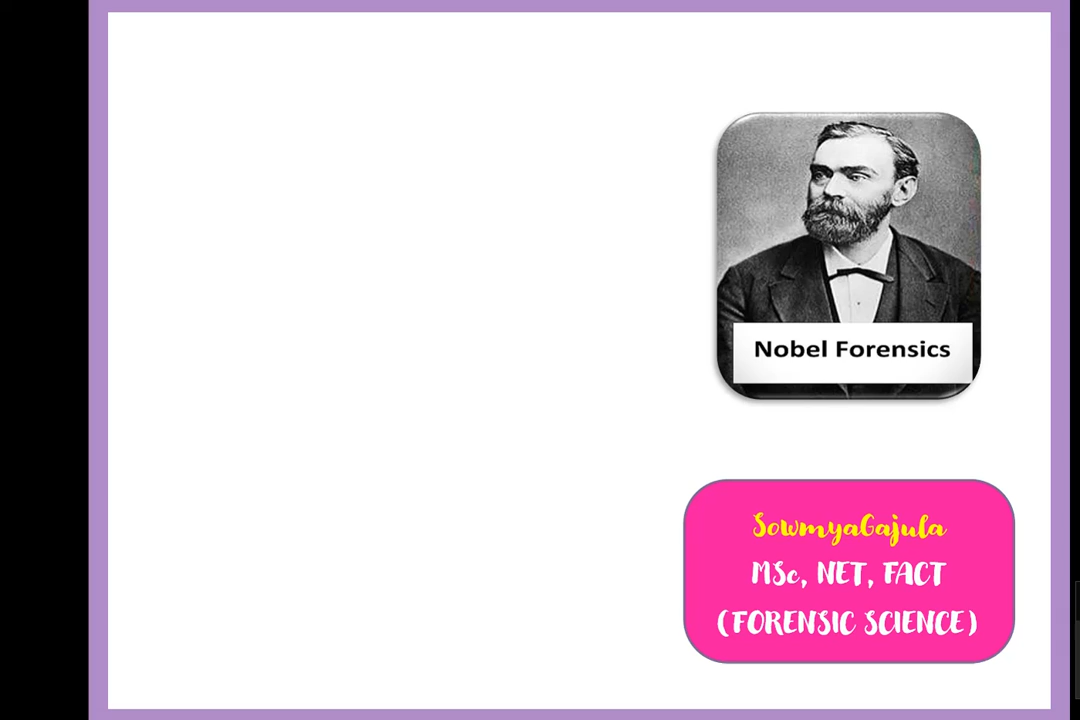 Nobel Forensics
SowmyaGajula
MSc, NET, FACT
(FORENSIC SCIENCE)